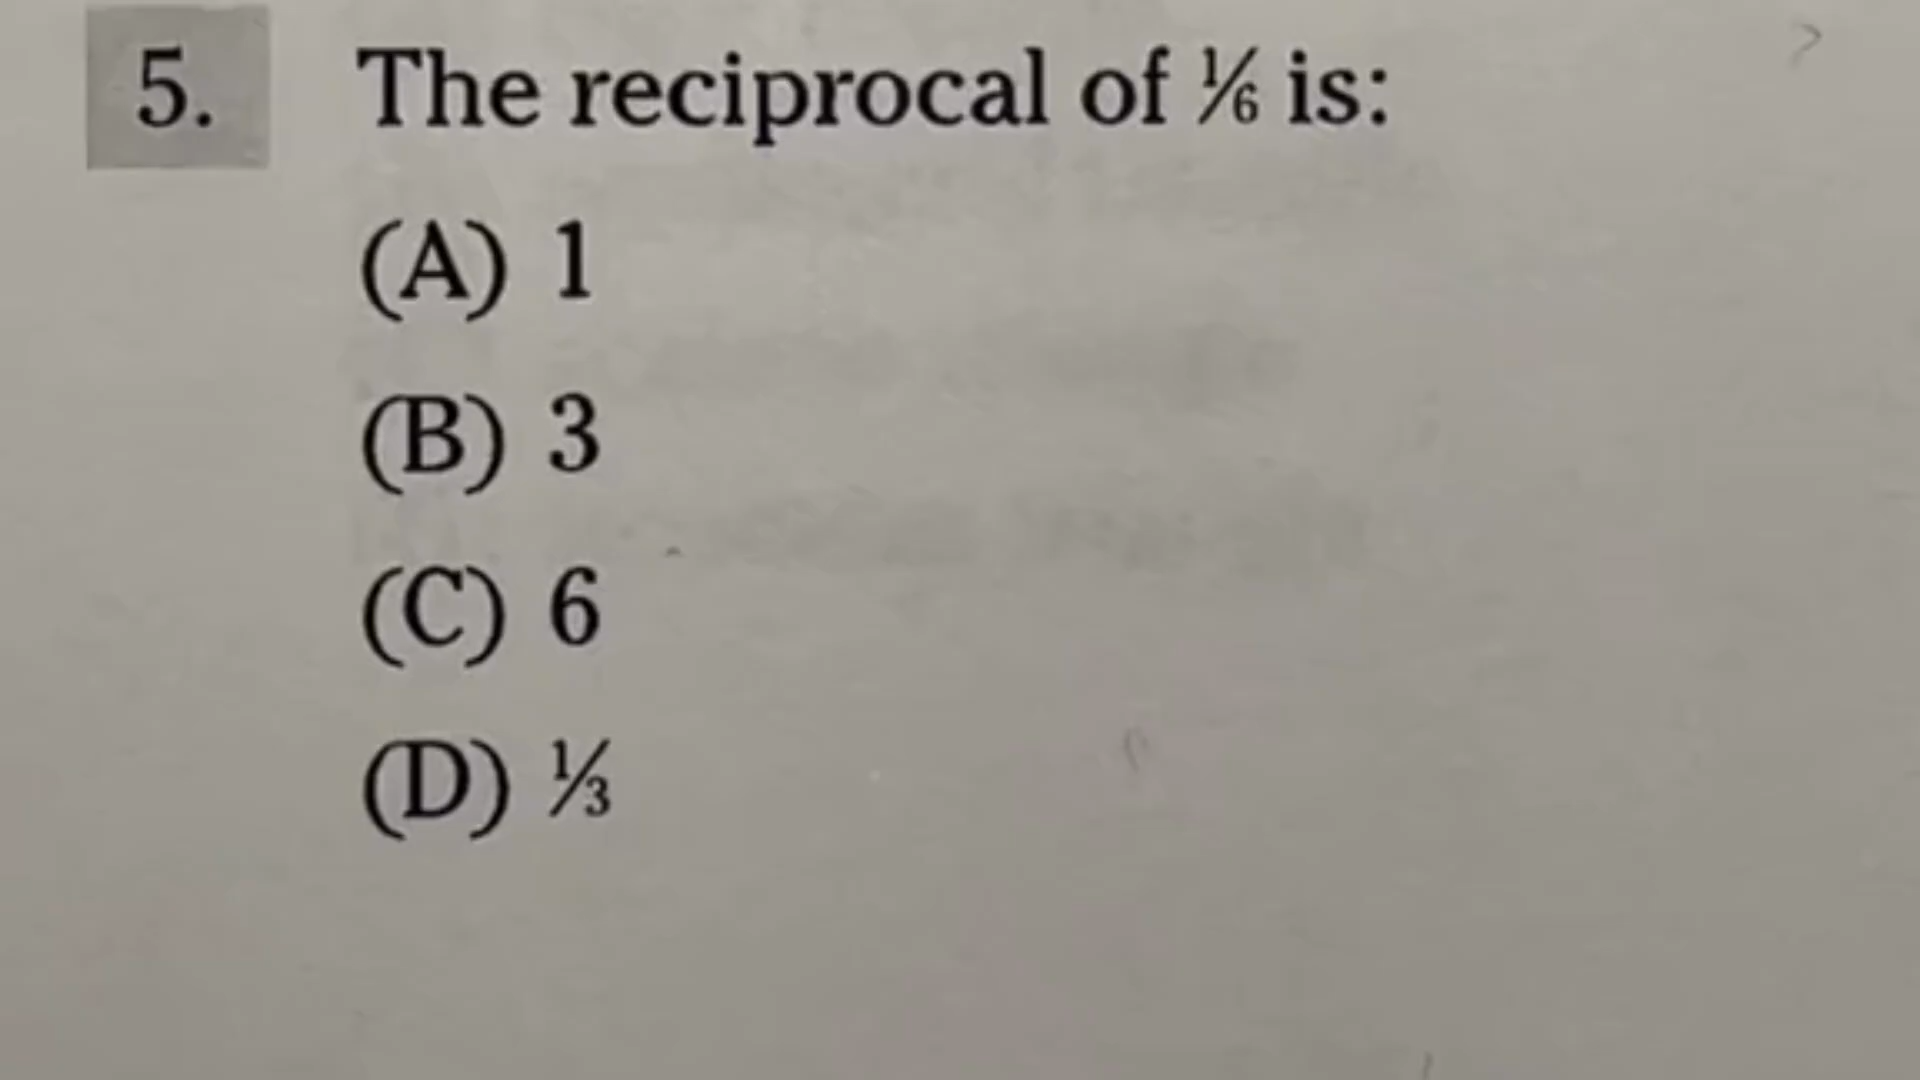 5. The reciprocal of ⅙ is:
(A) 1
(B) 3
(C) 6
(D) ⅓